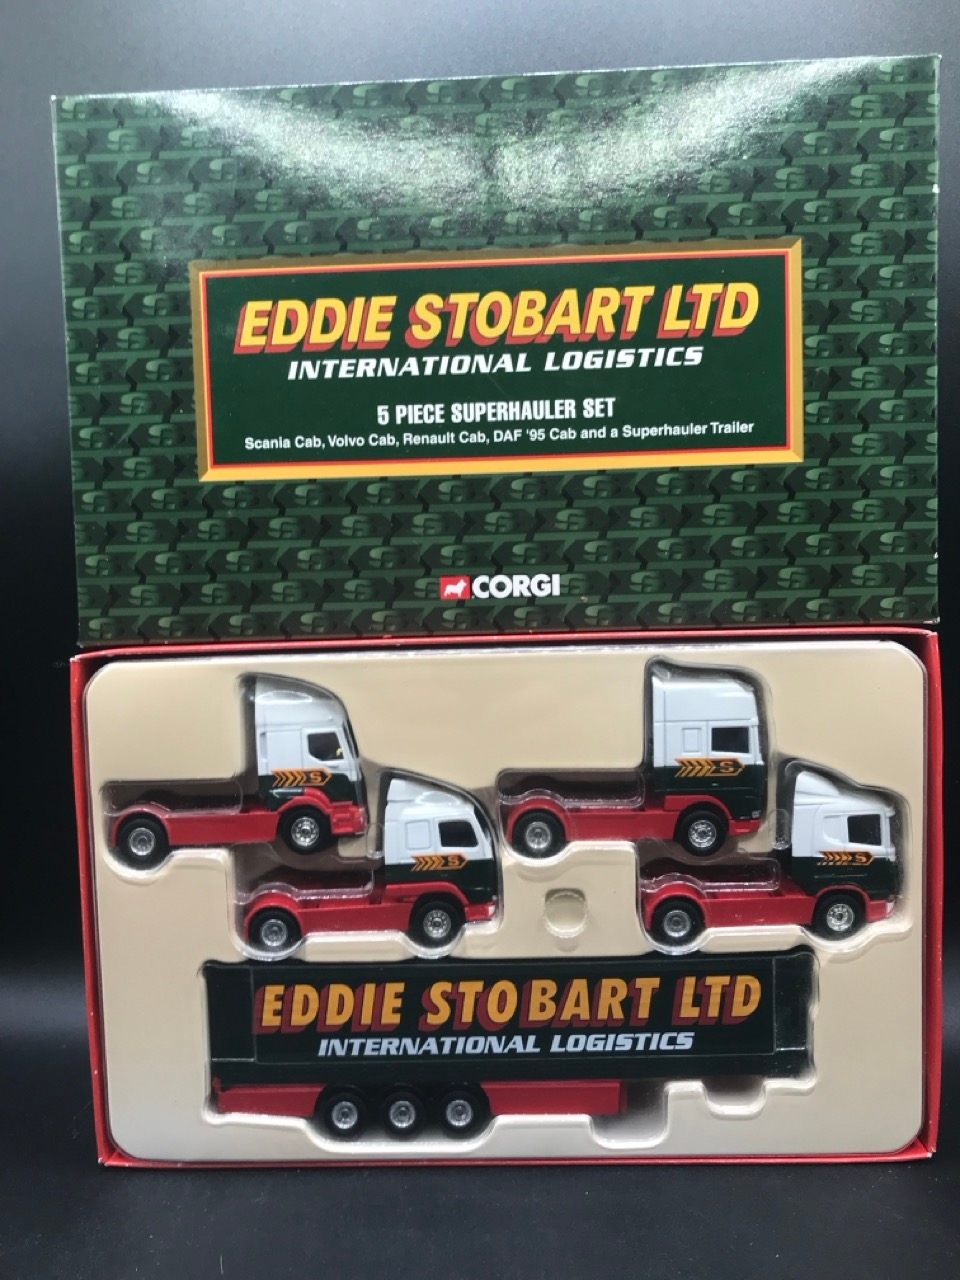 EDDIE STOBART LTD
INTERNATIONAL LOGISTICS
5 PIECE SUPERHAULER SET
Scania Cab, Volvo Cab, Renault Cab, DAF '95 Cab and a Superhauler Trailer
CORGI
S
S
S
S
EDDIE STOBART LTD
INTERNATIONAL LOGISTICS